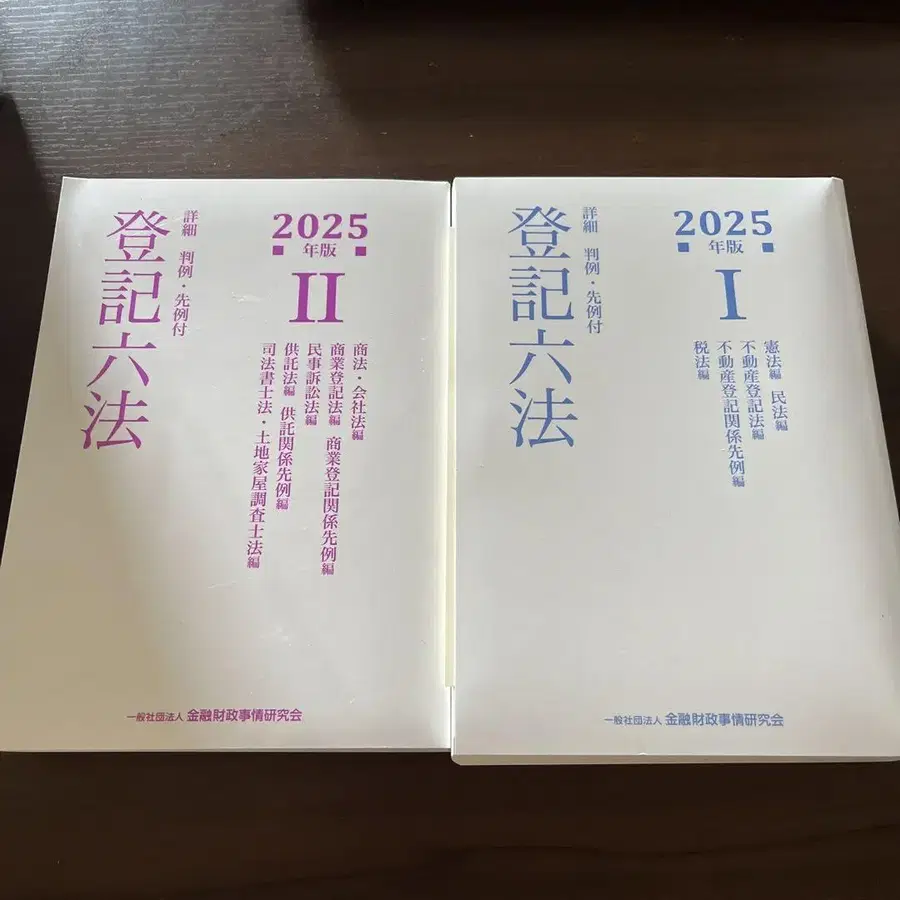 2025
年版
II
詳細 判例・先例付
登記六法
商法・会社法編
商業登記法編 商業登記関係先例編
民事訴訟法編
供託法編 供託関係先例編
司法書士法・土地家屋調査士法編
一般社団法人 金融財政事情研究会
2025
年版
I
詳細 判例・先例付
登記六法
憲法編 民法編
不動産登記法編
不動産登記関係先例編
税法編
一般社団法人 金融財政事情研究会